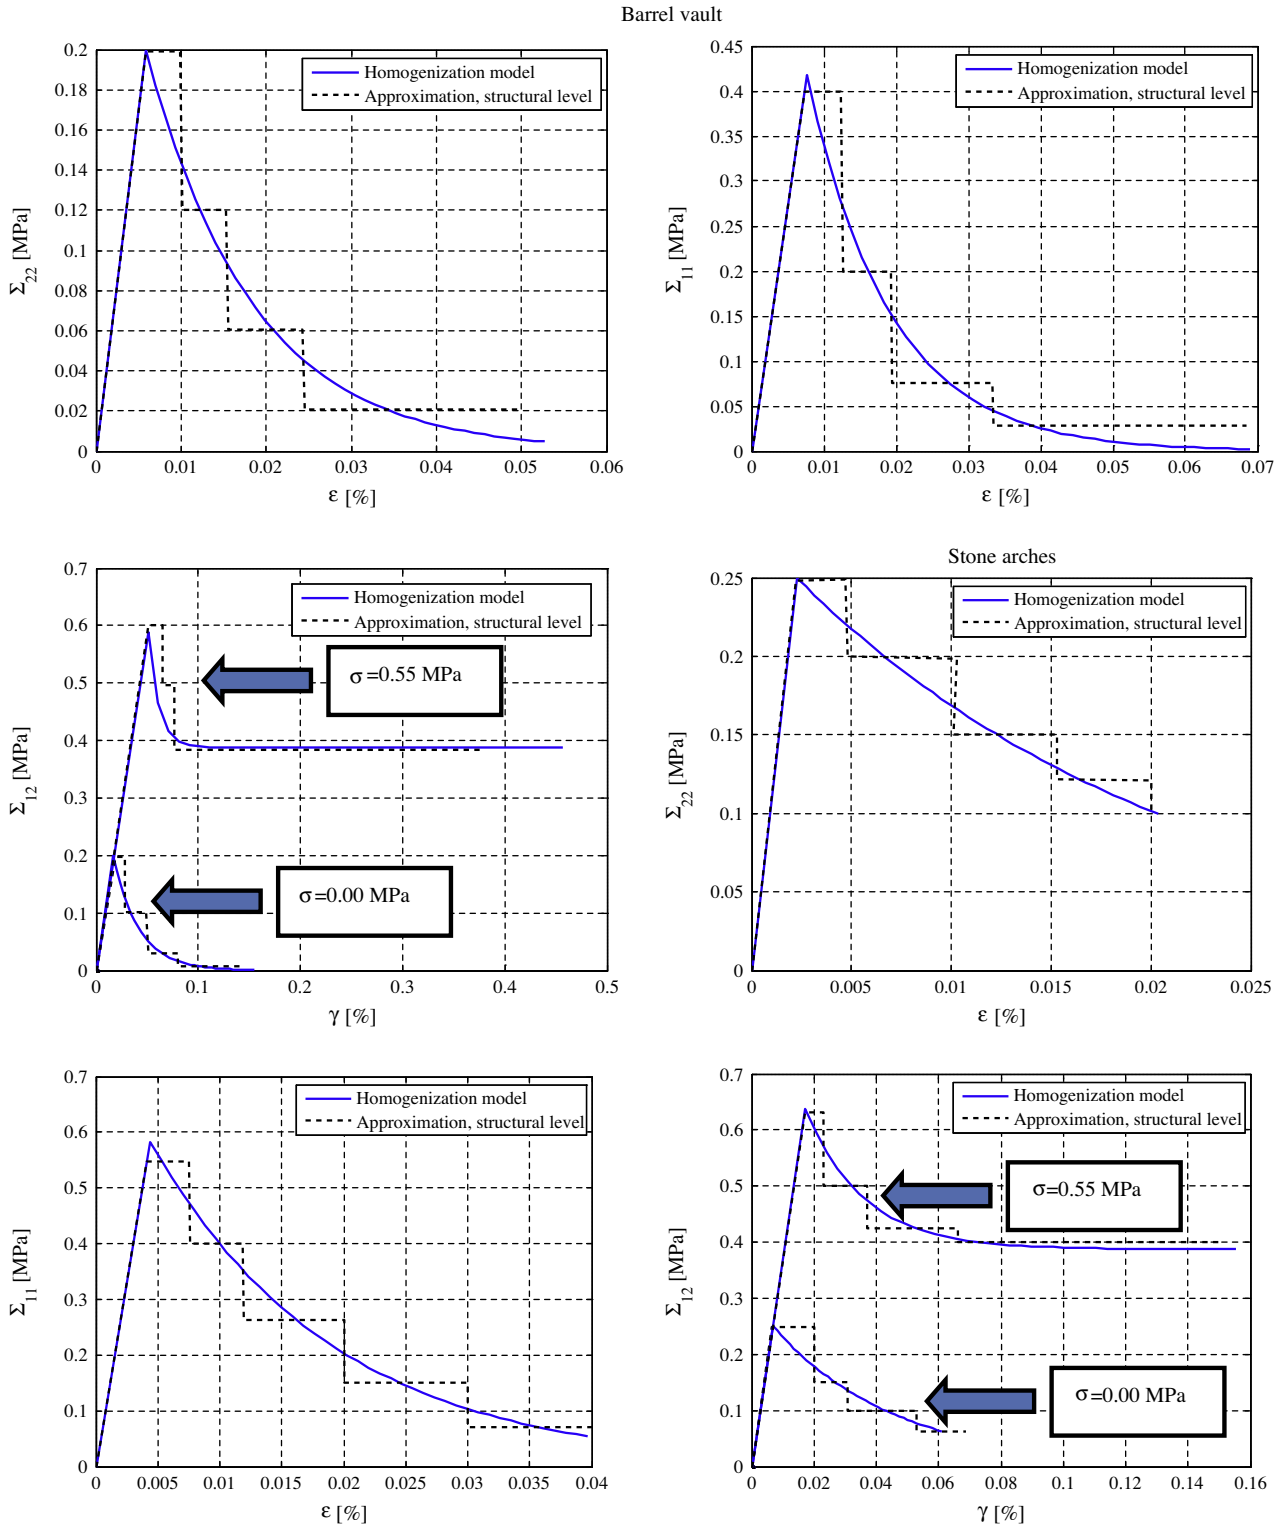 Barrel vault
0.2
0.18
0.16
0.14
0.12
0.1
0.08
0.06
0.04
0.02
0
Σ22 [MPa]
Homogenization model
Approximation, structural level
0 0.01 0.02 0.03 0.04 0.05 0.06
ε [%]
0.45
0.4
0.35
0.3
0.25
0.2
0.15
0.1
0.05
0
Σ11 [MPa]
Homogenization model
Approximation, structural level
0 0.01 0.02 0.03 0.04 0.05 0.06 0.07
ε [%]
0.7
0.6
0.5
0.4
0.3
0.2
0.1
0
Σ12 [MPa]
Homogenization model
Approximation, structural level
σ=0.55 MPa
σ=0.00 MPa
0 0.1 0.2 0.3 0.4 0.5
γ [%]
Stone arches
0.25
0.2
0.15
0.1
0.05
0
Σ22 [MPa]
Homogenization model
Approximation, structural level
0 0.005 0.01 0.015 0.02 0.025
ε [%]
0.7
0.6
0.5
0.4
0.3
0.2
0.1
0
Σ11 [MPa]
Homogenization model
Approximation, structural level
0 0.005 0.01 0.015 0.02 0.025 0.03 0.035 0.04
ε [%]
0.7
0.6
0.5
0.4
0.3
0.2
0.1
0
Σ12 [MPa]
Homogenization model
Approximation, structural level
σ=0.55 MPa
σ=0.00 MPa
0 0.02 0.04 0.06 0.08 0.1 0.12 0.14 0.16
γ [%]